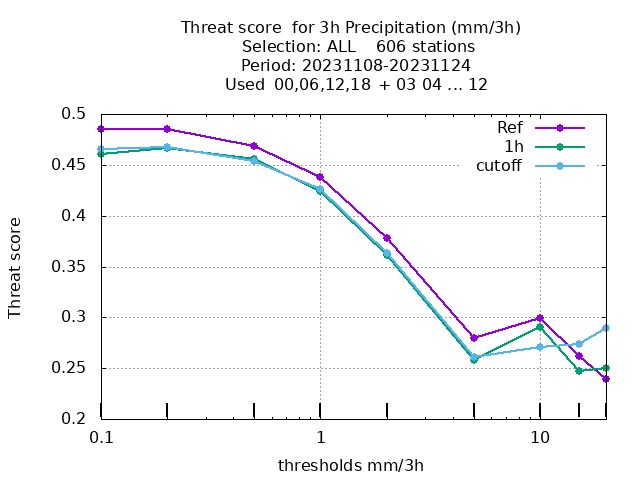 Threat score  for 3h Precipitation (mm/3h)
Selection: ALL    606 stations
Period: 20231108-20231124
Used  00,06,12,18  + 03 04 ... 12
Ref
1h
cutoff
0.5
0.45
0.4
0.35
0.3
0.25
0.2
Threat score
0.1 1 10
thresholds mm/3h